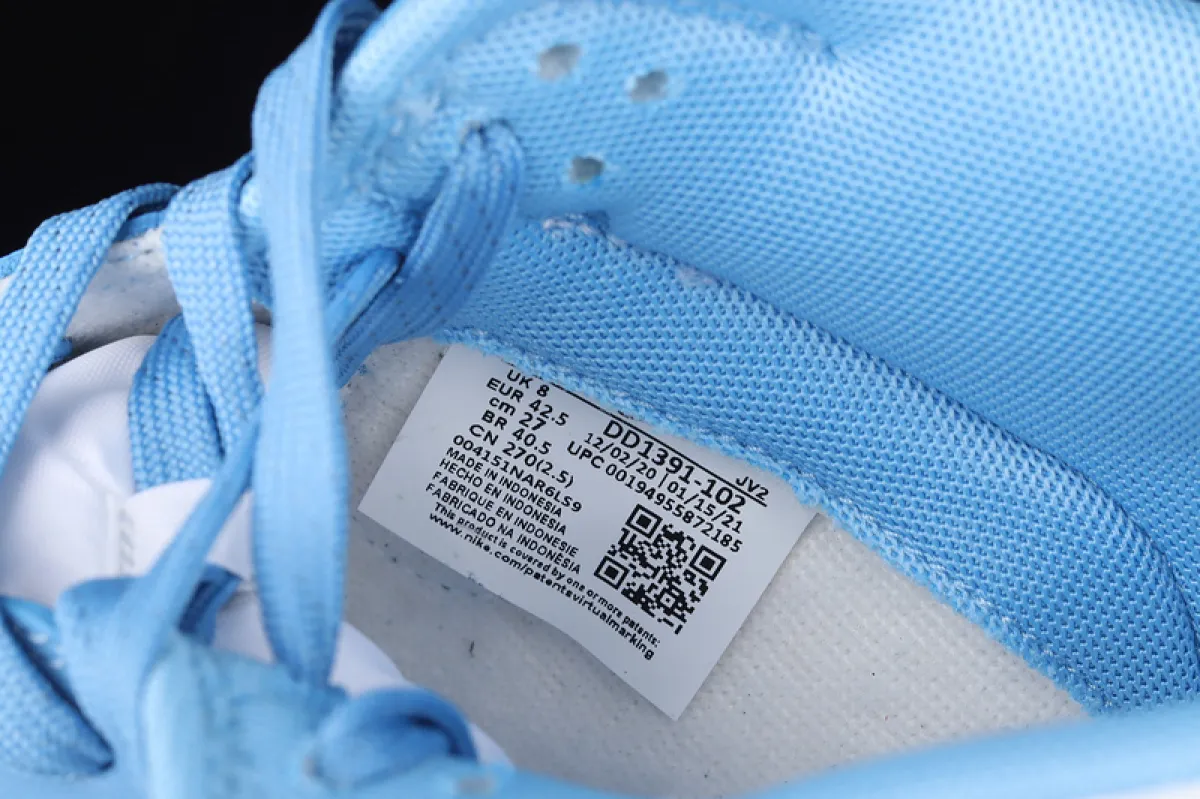 UK 8
EUR 42.5
cm 27
BR 40.5
CN 270(2.5)
004151NAR6LS9
MADE IN INDONESIA
HECHO EN INDONESIA
FABRIQUE EN INDONESIE
FABRICADO NA INDONÉSIA
This product is covered by one or more patents:
www.nike.com/patentsvirtualmarking
DD1391-102 JV2
12/02/20 | 01/15/21
UPC 00194955872185